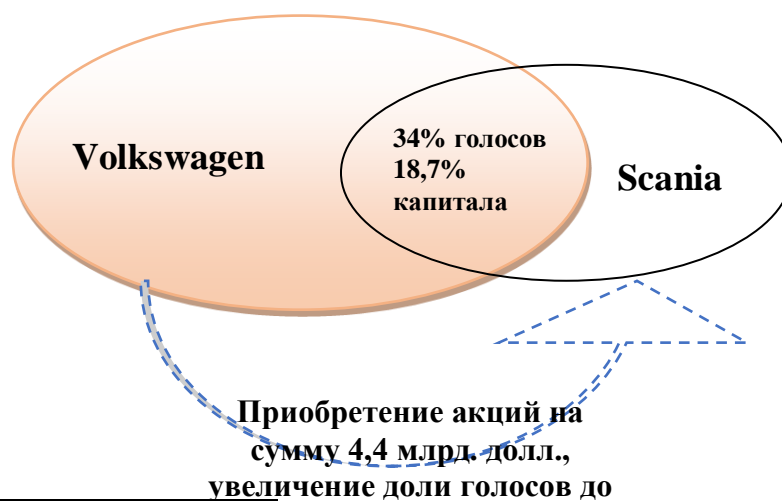 Volkswagen
34% голосов
18,7%
капитала
Scania
Приобретение акций на
сумму 4,4 млрд. долл.,
увеличение доли голосов до